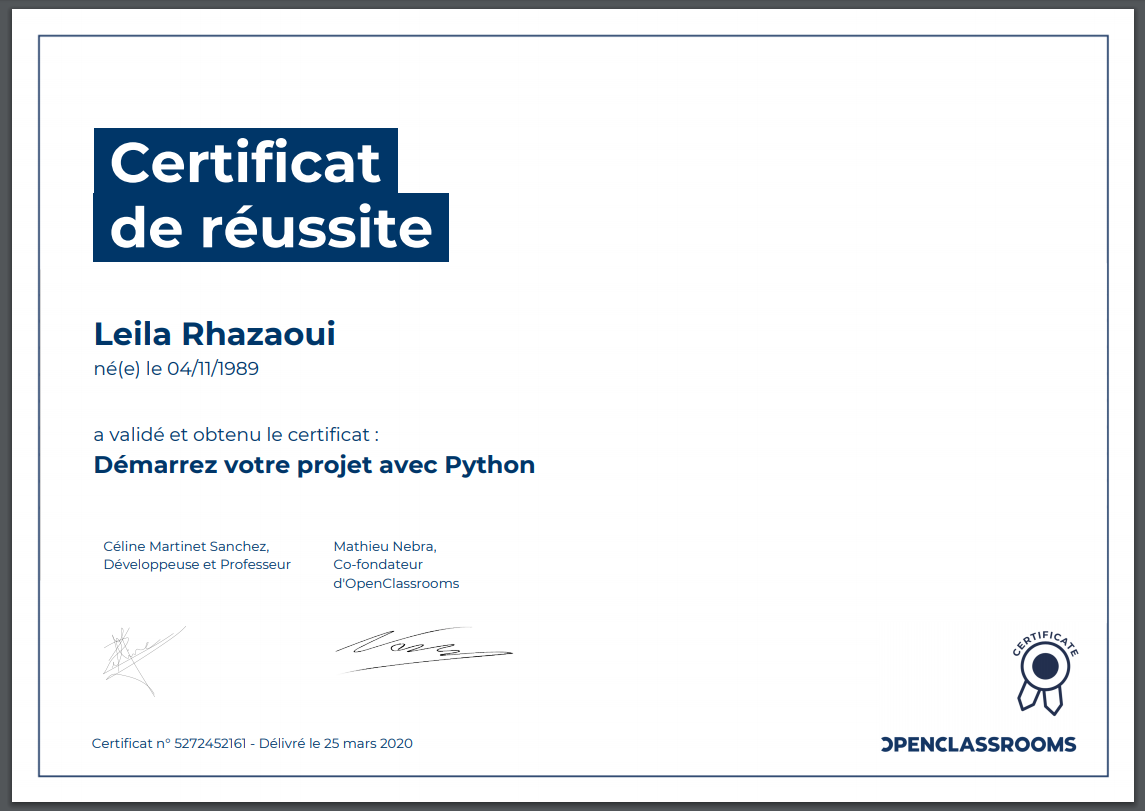 Certificat
de réussite
Leila Rhazaoui
né(e) le 04/11/1989
a validé et obtenu le certificat :
Démarrez votre projet avec Python
Céline Martinet Sanchez,
Développeuse et Professeur
Mathieu Nebra,
Co-fondateur
d'OpenClassrooms
CERTIFICATE
Certificat n° 5272452161 - Délivré le 25 mars 2020
OPENCLASSROOMS